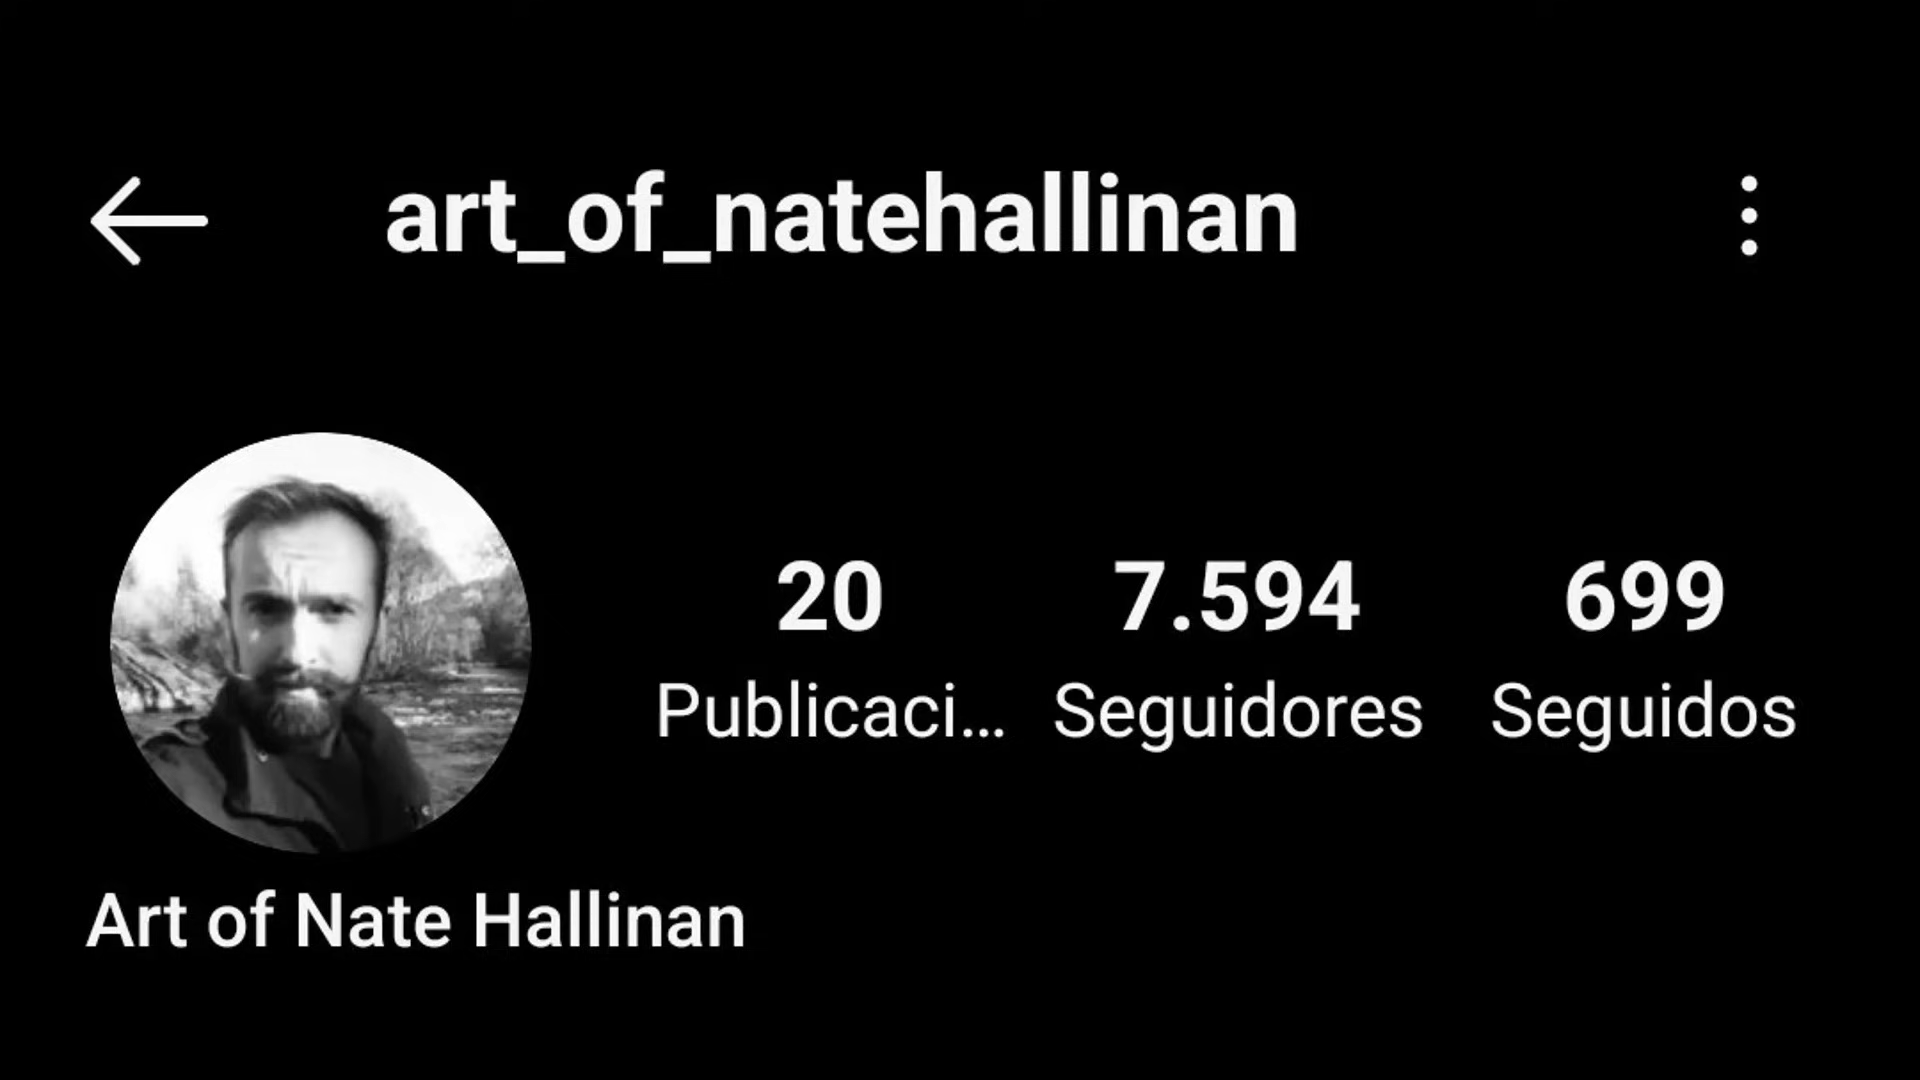 art_of_natehallinan
20 7.594 699
Publicaci... Seguidores Seguidos
Art of Nate Hallinan